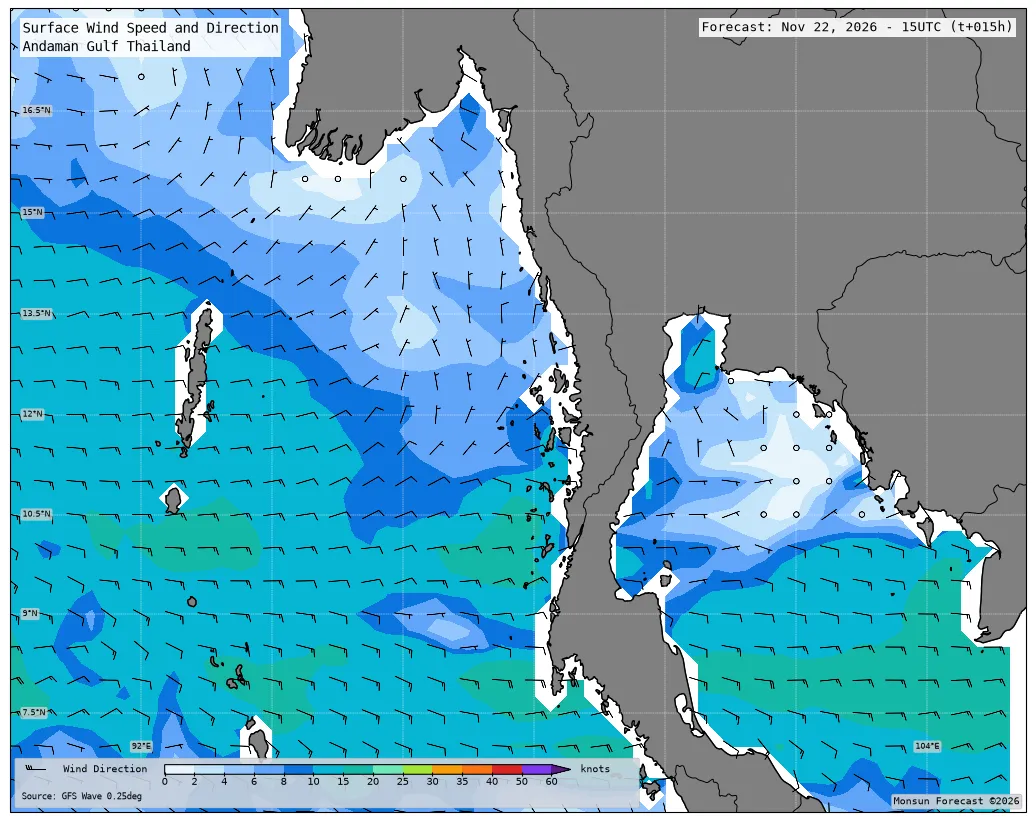 Surface Wind Speed and Direction
Andaman Gulf Thailand
Forecast: Nov 22, 2026 - 15UTC (t+015h)
16.5°N
15°N
13.5°N
12°N
10.5°N
9°N
7.5°N
92°E
104°E
Wind Direction
knots
0 2 4 6 8 10 15 20 25 30 40 50 60
Source: GFS Wave 0.25deg
Monsun Forecast ©2026